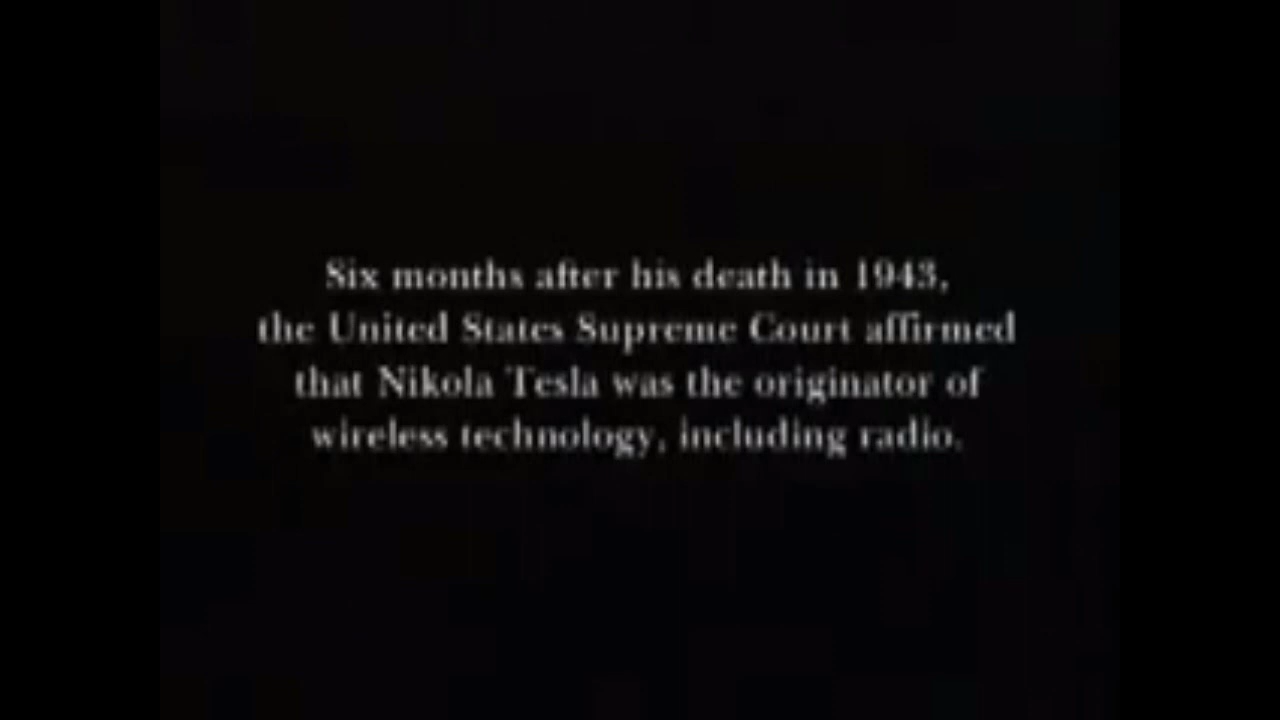 Six months after his death in 1943,
the United States Supreme Court affirmed
that Nikola Tesla was the originator of
wireless technology, including radio.